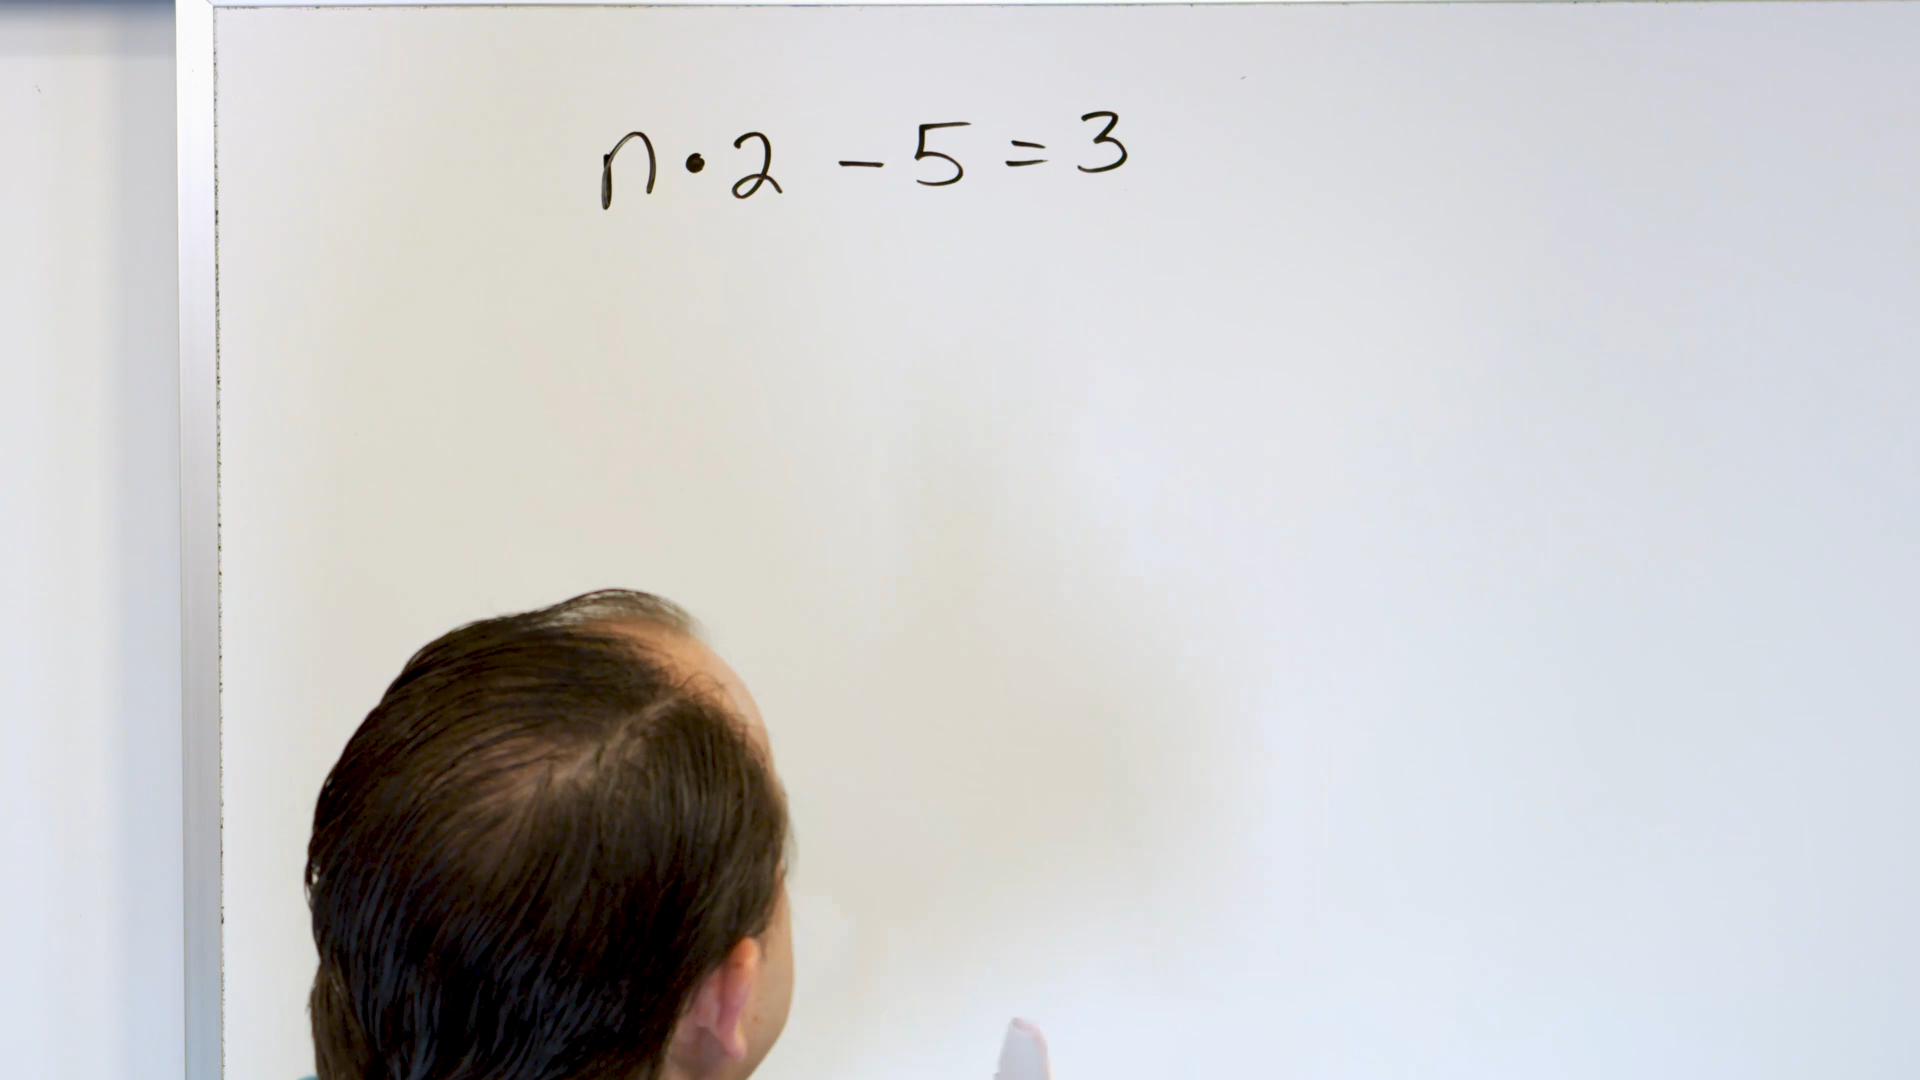 n • 2 - 5 = 3